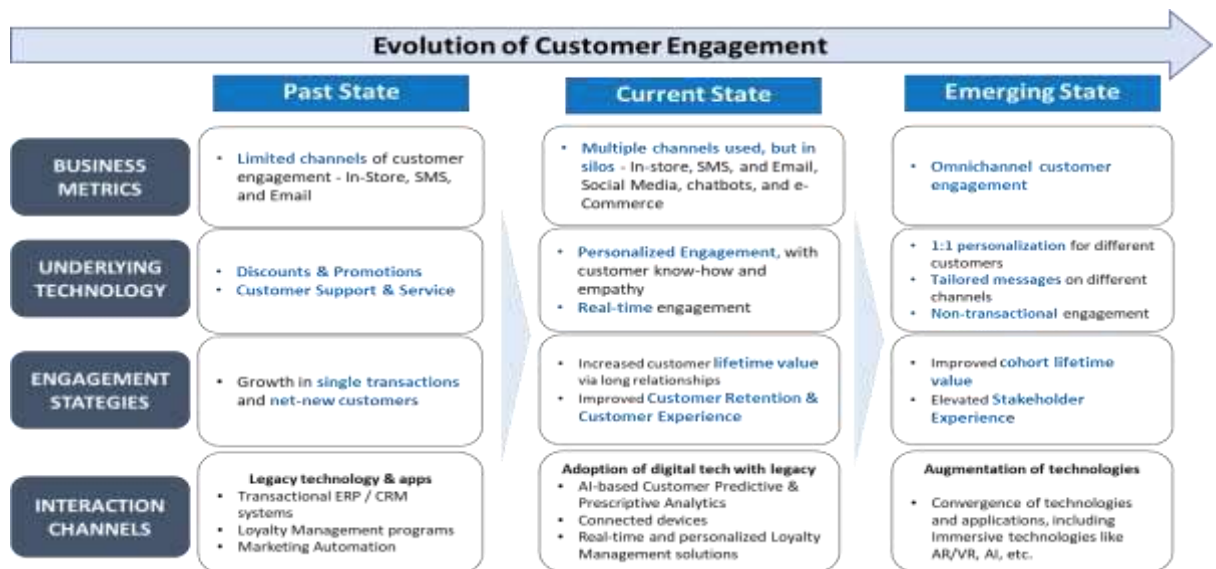 Evolution of Customer Engagement
Past State
Current State
Emerging State
BUSINESS
METRICS
• Limited channels of customer
engagement - In-Store, SMS,
and Email
• Multiple channels used, but in
silos - In-store, SMS, and Email,
Social Media, chatbots, and e-
Commerce
• Omnichannel customer
engagement
UNDERLYING
TECHNOLOGY
• Discounts & Promotions
• Customer Support & Service
• Personalized Engagement, with
customer know-how and
empathy
• Real-time engagement
• 1:1 personalization for different
customers
• Tailored messages on different
channels
• Non-transactional engagement
ENGAGEMENT
STATEGIES
• Growth in single transactions
and net-new customers
• Increased customer lifetime value
via long relationships
• Improved Customer Retention &
Customer Experience
• Improved cohort lifetime
value
• Elevated Stakeholder
Experience
INTERACTION
CHANNELS
Legacy technology & apps
• Transactional ERP / CRM
systems
• Loyalty Management programs
• Marketing Automation
Adoption of digital tech with legacy
• AI-based Customer Predictive &
Prescriptive Analytics
• Connected devices
• Real-time and personalized Loyalty
Management solutions
Augmentation of technologies
• Convergence of technologies
and applications, including
Immersive technologies like
AR/VR, AI, etc.